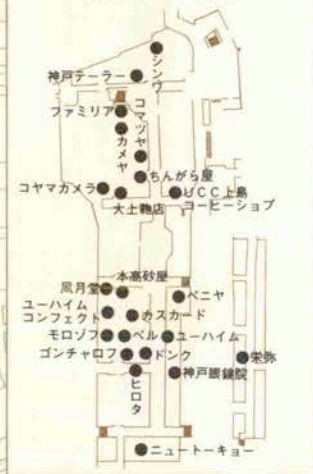 シンワ
神戸テーラー
ファミリア
コマツヤ
カメヤ
ちんがら屋
コヤマカメラ
大上鞄店
UCC上島
コーヒーショプ
本高砂屋
風月堂
ベニヤ
ユーハイム
コンフェクト
カスカード
モロゾフ
ベル
ユーハイム
ゴンチャロフ
ドンク
栄弥
ヒロタ
神戸眼鏡院
ニュートーキョー